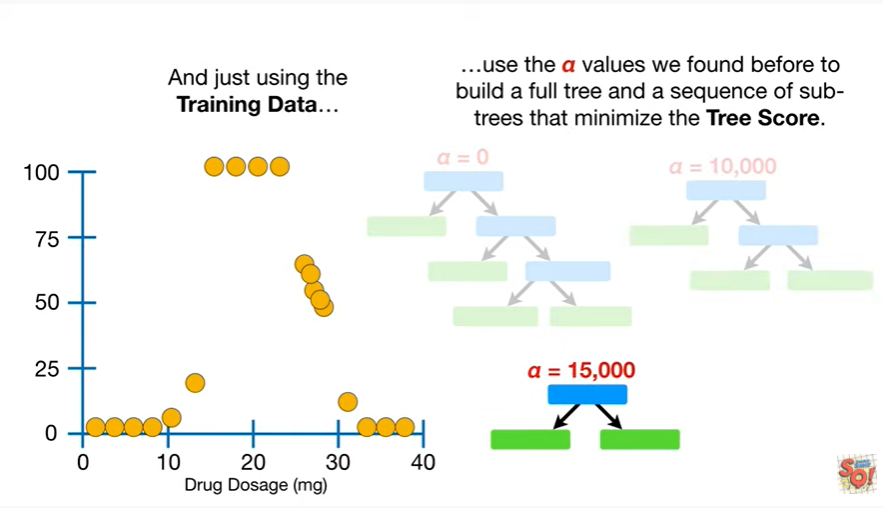 And just using the
Training Data…
…use the α values we found before to
build a full tree and a sequence of sub-
trees that minimize the Tree Score.
α = 0
α = 10,000
α = 15,000
100
75
50
25
0
0 10 20 30 40
Drug Dosage (mg)
SQ!